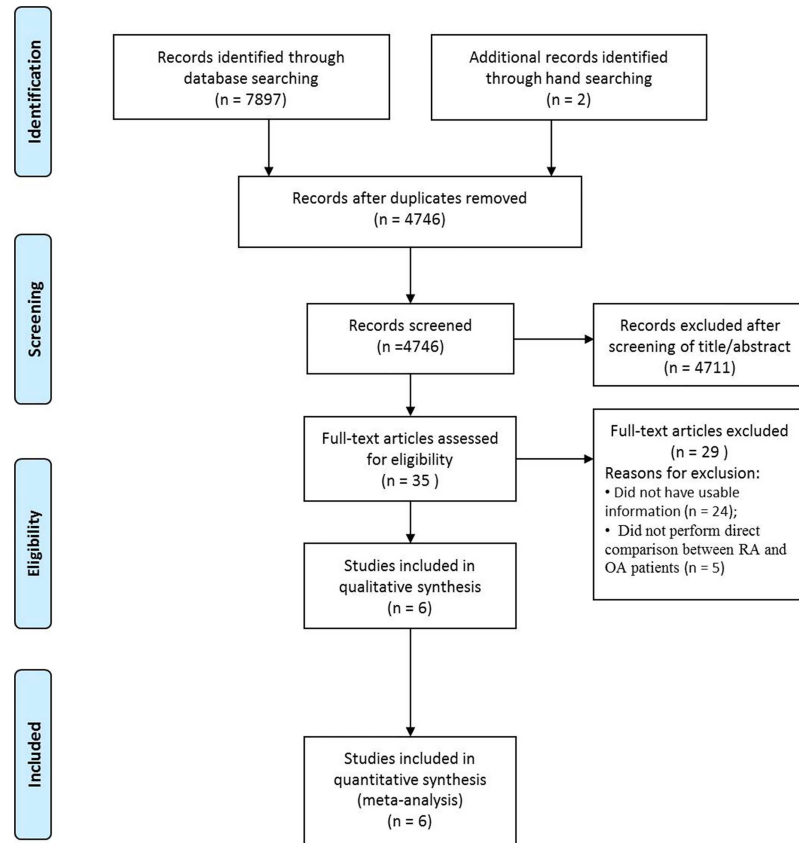 Identification
Records identified through
database searching
(n = 7897)
Additional records identified
through hand searching
(n = 2)
Records after duplicates removed
(n = 4746)
Screening
Records screened
(n =4746)
Records excluded after
screening of title/abstract
(n = 4711)
Eligibility
Full-text articles assessed
for eligibility
(n = 35 )
Full-text articles excluded
(n = 29 )
Reasons for exclusion:
• Did not have usable
information (n = 24);
• Did not perform direct
comparison between RA and
OA patients (n = 5)
Studies included in
qualitative synthesis
(n = 6)
Included
Studies included in
quantitative synthesis
(meta-analysis)
(n = 6)